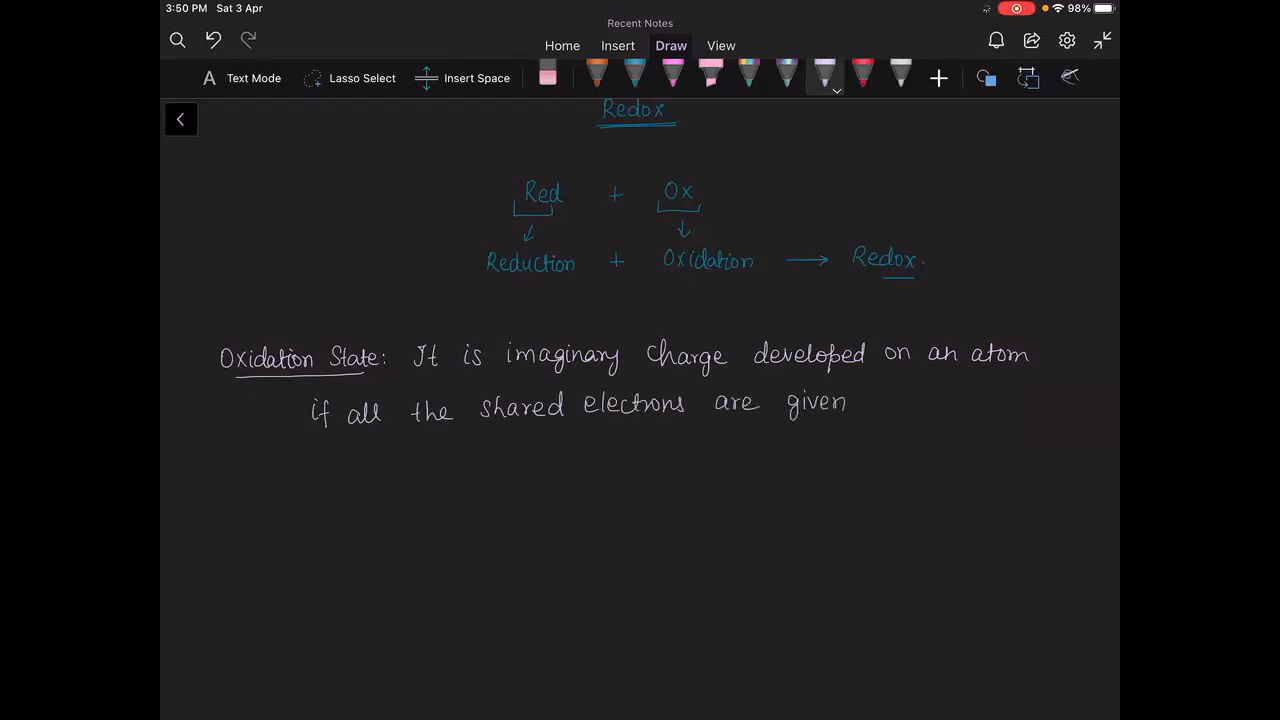 3:50 PM Sat 3 Apr
98%
Recent Notes
Home Insert Draw View
Text Mode Lasso Select Insert Space
Redox
Red + Ox
Reduction + Oxidation → Redox.
Oxidation State: It is imaginary charge developed on an atom
if all the shared electrons are given